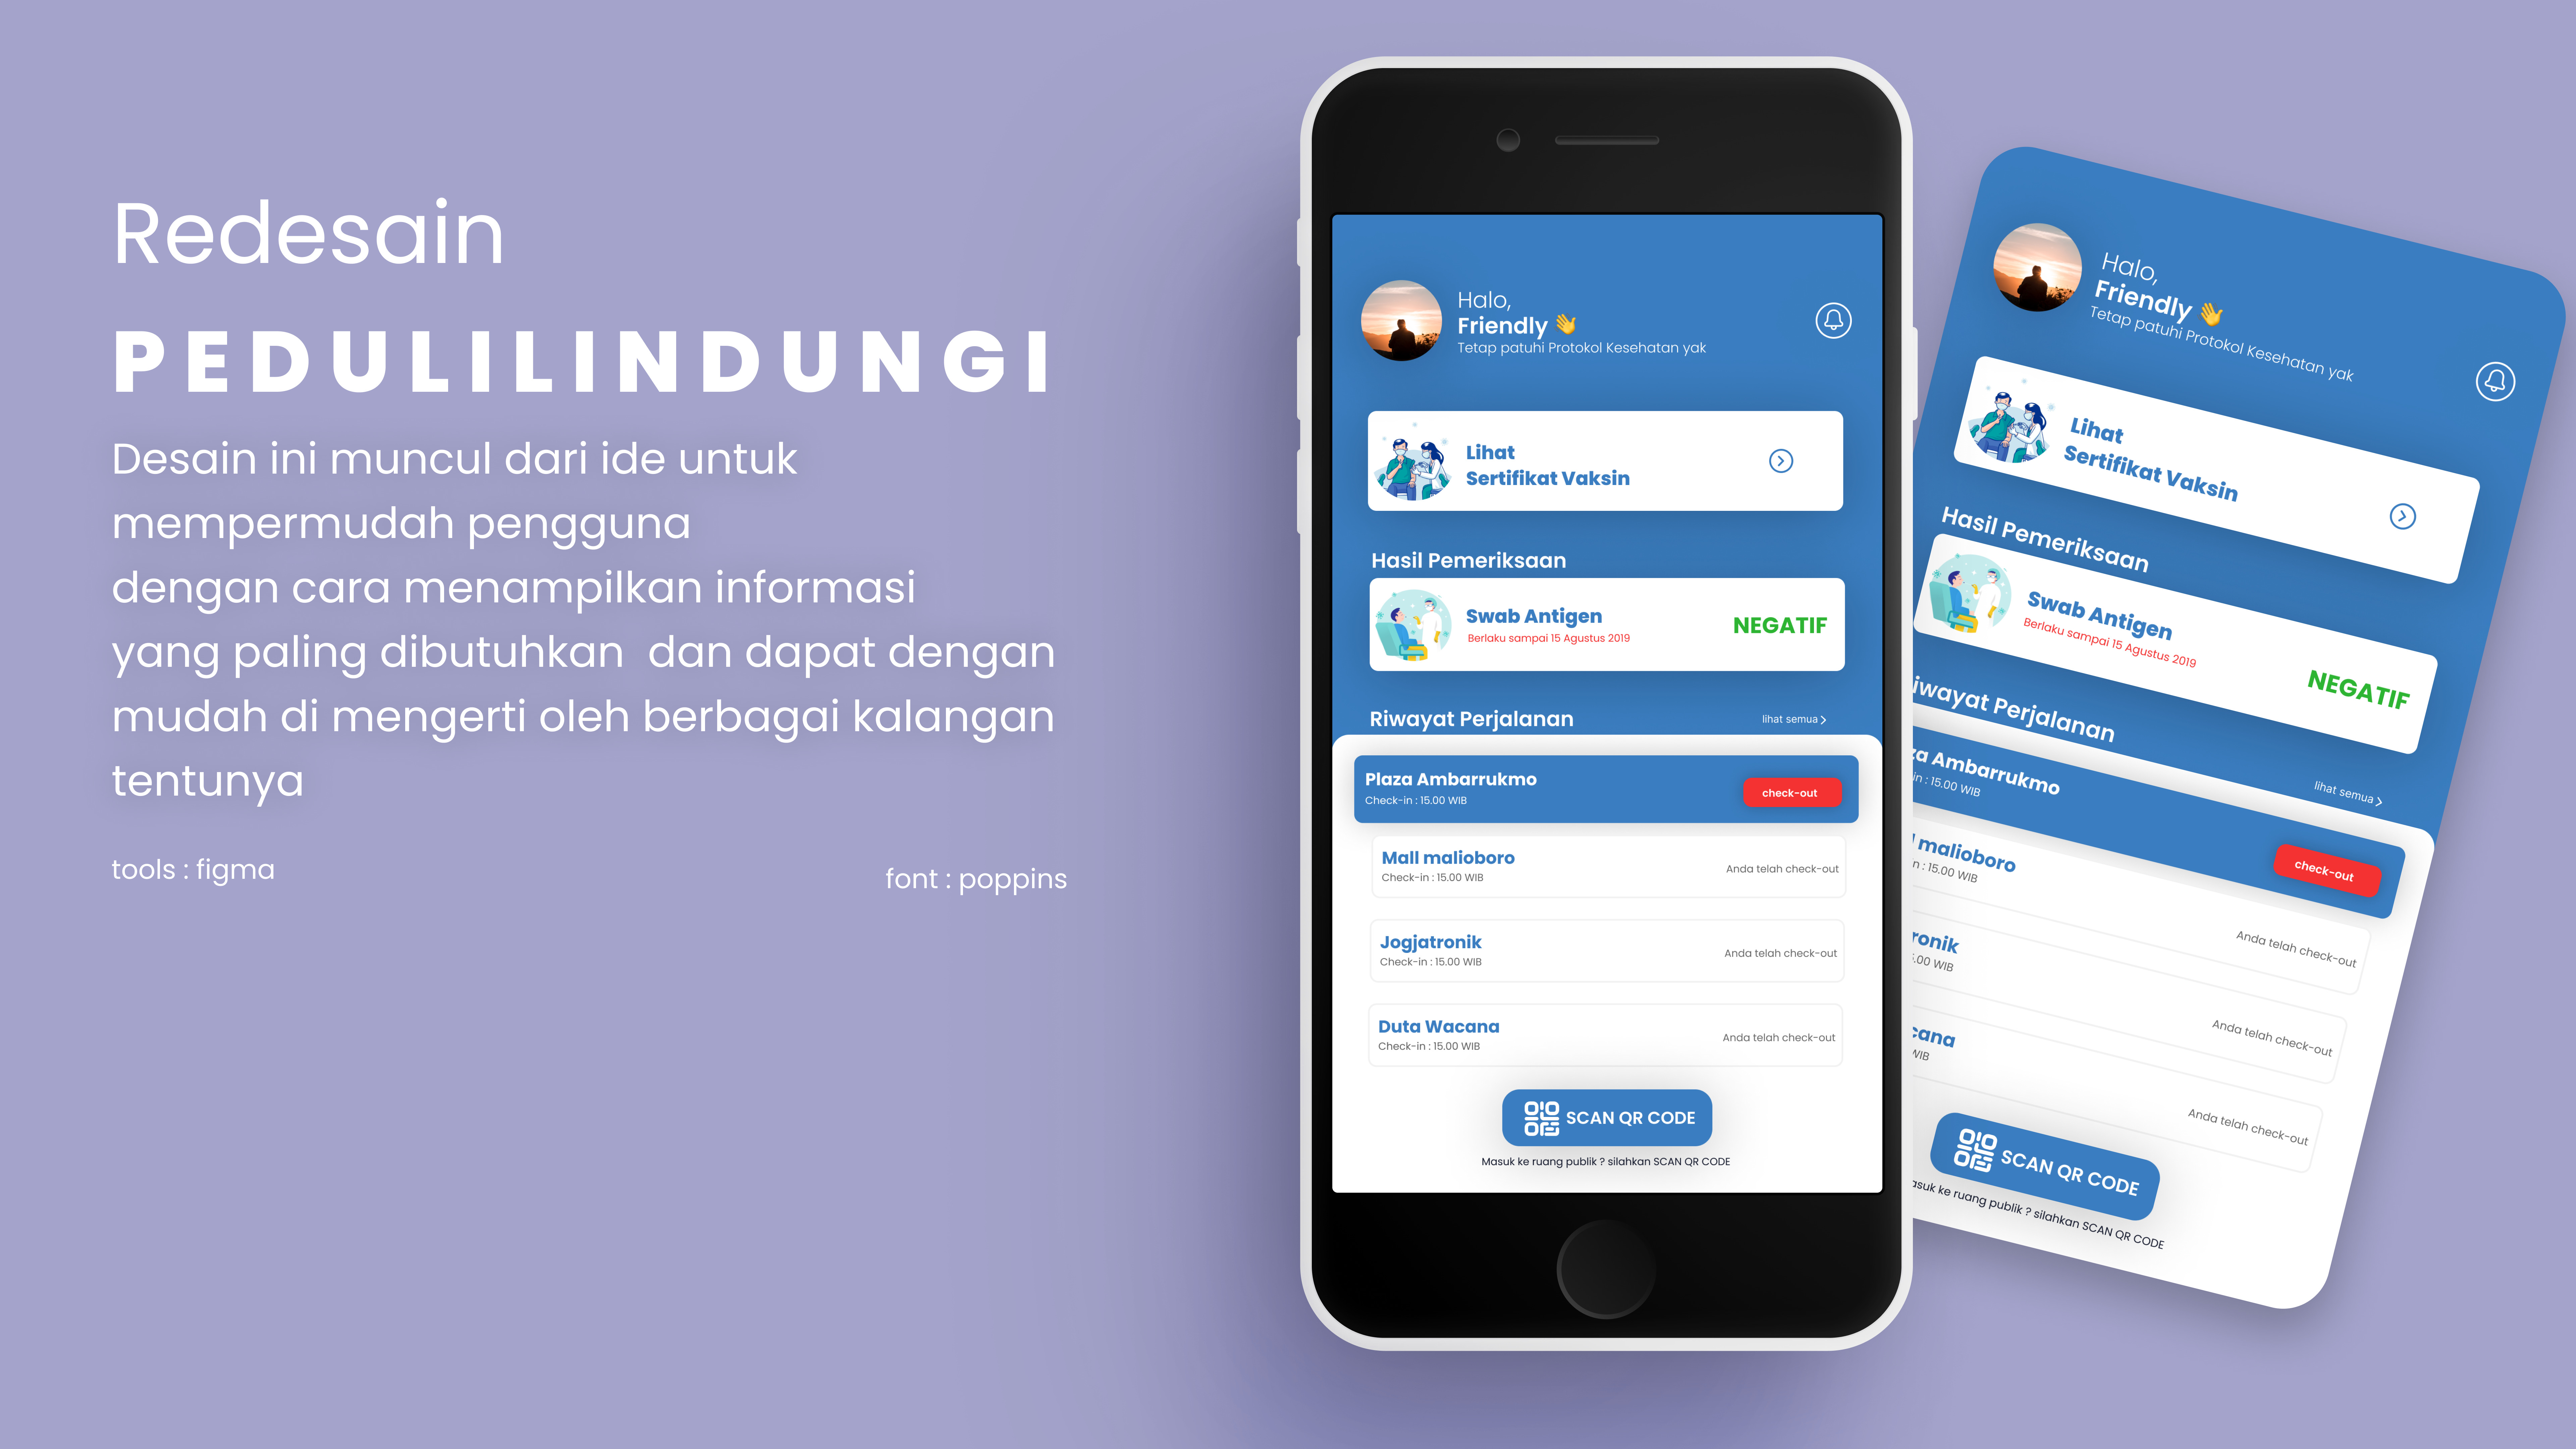 Redesain
PEDULILINDUNGI
Desain ini muncul dari ide untuk
mempermudah pengguna
dengan cara menampilkan informasi
yang paling dibutuhkan  dan dapat dengan
mudah di mengerti oleh berbagai kalangan
tentunya
tools : figma
font : poppins
Halo,
Friendly 👋
Tetap patuhi Protokol Kesehatan yak
Lihat
Sertifikat Vaksin
Hasil Pemeriksaan
Swab Antigen
Berlaku sampai 15 Agustus 2019
NEGATIF
Riwayat Perjalanan
lihat semua >
Plaza Ambarrukmo
Check-in : 15.00 WIB
check-out
Mall malioboro
Check-in : 15.00 WIB
Anda telah check-out
Jogjatronik
Check-in : 15.00 WIB
Anda telah check-out
Duta Wacana
Check-in : 15.00 WIB
Anda telah check-out
SCAN QR CODE
Masuk ke ruang publik ? silahkan SCAN QR CODE
Halo,
Friendly 👋
Tetap patuhi Protokol Kesehatan yak
Lihat
Sertifikat Vaksin
Hasil Pemeriksaan
Swab Antigen
Berlaku sampai 15 Agustus 2019
NEGATIF
iwayat Perjalanan
lihat semua >
za Ambarrukmo
in : 15.00 WIB
check-out
l malioboro
n : 15.00 WIB
Anda telah check-out
ronik
.00 WIB
Anda telah check-out
cana
WIB
Anda telah check-out
SCAN QR CODE
asuk ke ruang publik ? silahkan SCAN QR CODE